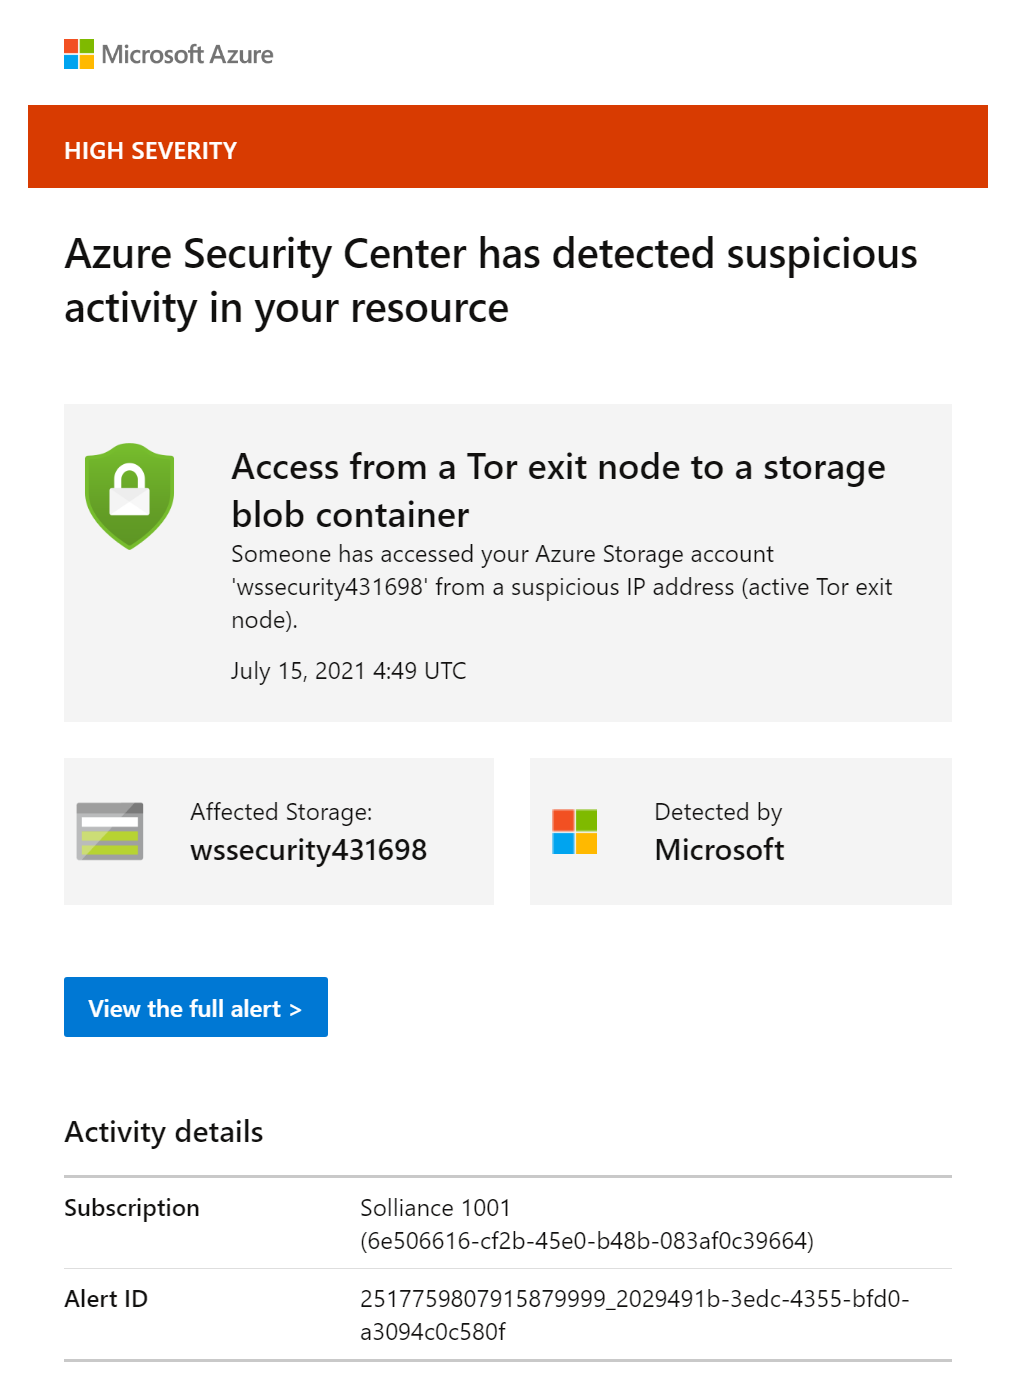 Microsoft Azure
HIGH SEVERITY
Azure Security Center has detected suspicious
activity in your resource
Access from a Tor exit node to a storage
blob container
Someone has accessed your Azure Storage account
'wssecurity431698' from a suspicious IP address (active Tor exit
node).
July 15, 2021 4:49 UTC
Affected Storage:
wssecurity431698
Detected by
Microsoft
View the full alert >
Activity details
Subscription
Solliance 1001
(6e506616-cf2b-45e0-b48b-083af0c39664)
Alert ID
2517759807915879999_2029491b-3edc-4355-bfd0-
a3094c0c580f